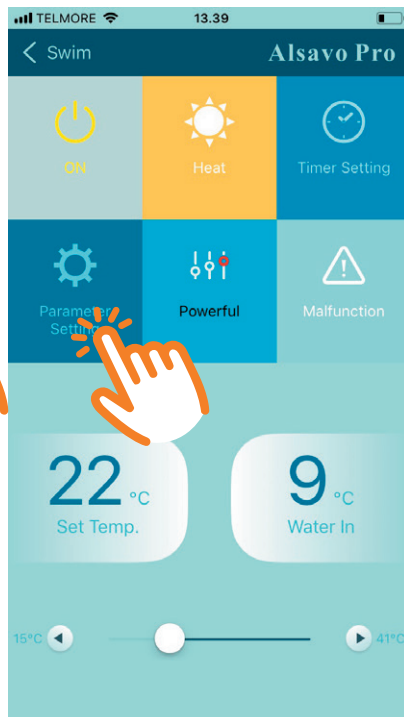 TELMORE 13.39
Swim Alsavo Pro
ON Heat Timer Setting
Parameter
Setting
Powerful Malfunction
22 °C 9 °C
Set Temp. Water In
15°C 41°C